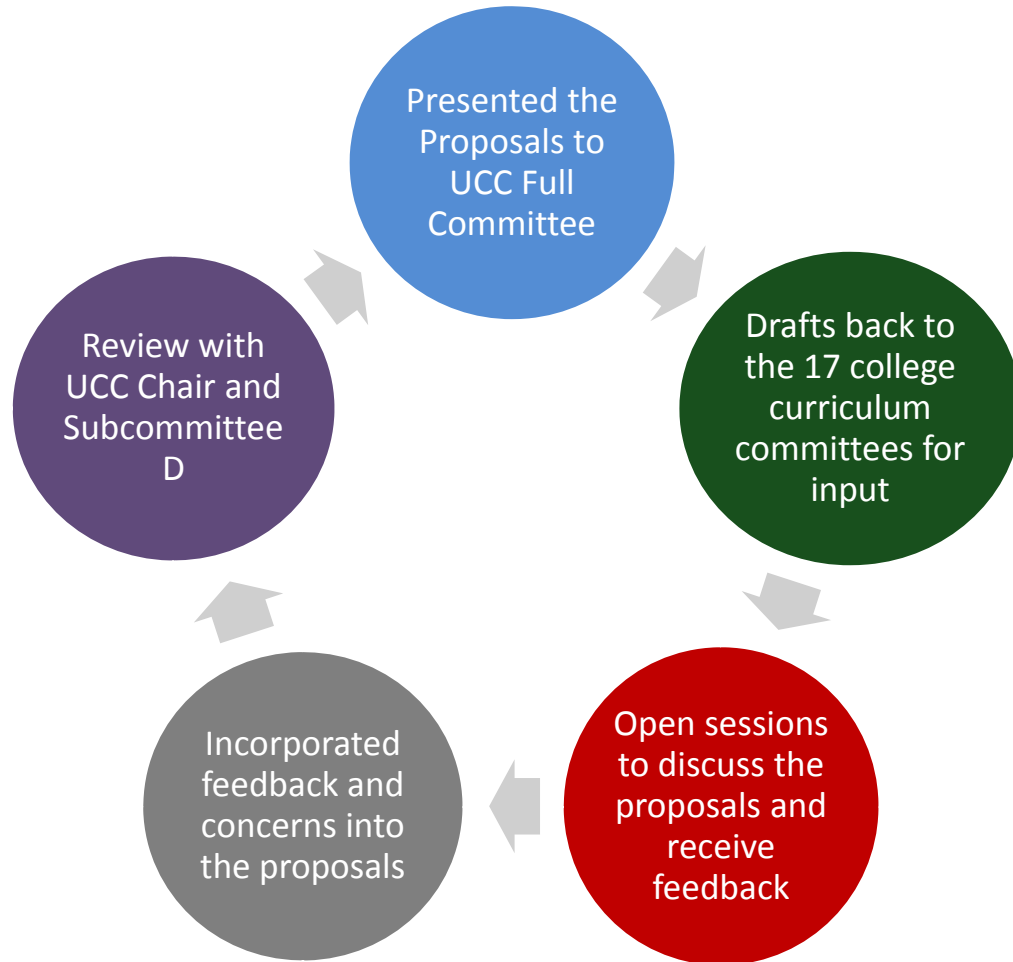 Presented the
Proposals to
UCC Full
Committee
Drafts back to
the 17 college
curriculum
committees for
input
Open sessions
to discuss the
proposals and
receive
feedback
Incorporated
feedback and
concerns into
the proposals
Review with
UCC Chair and
Subcommittee
D